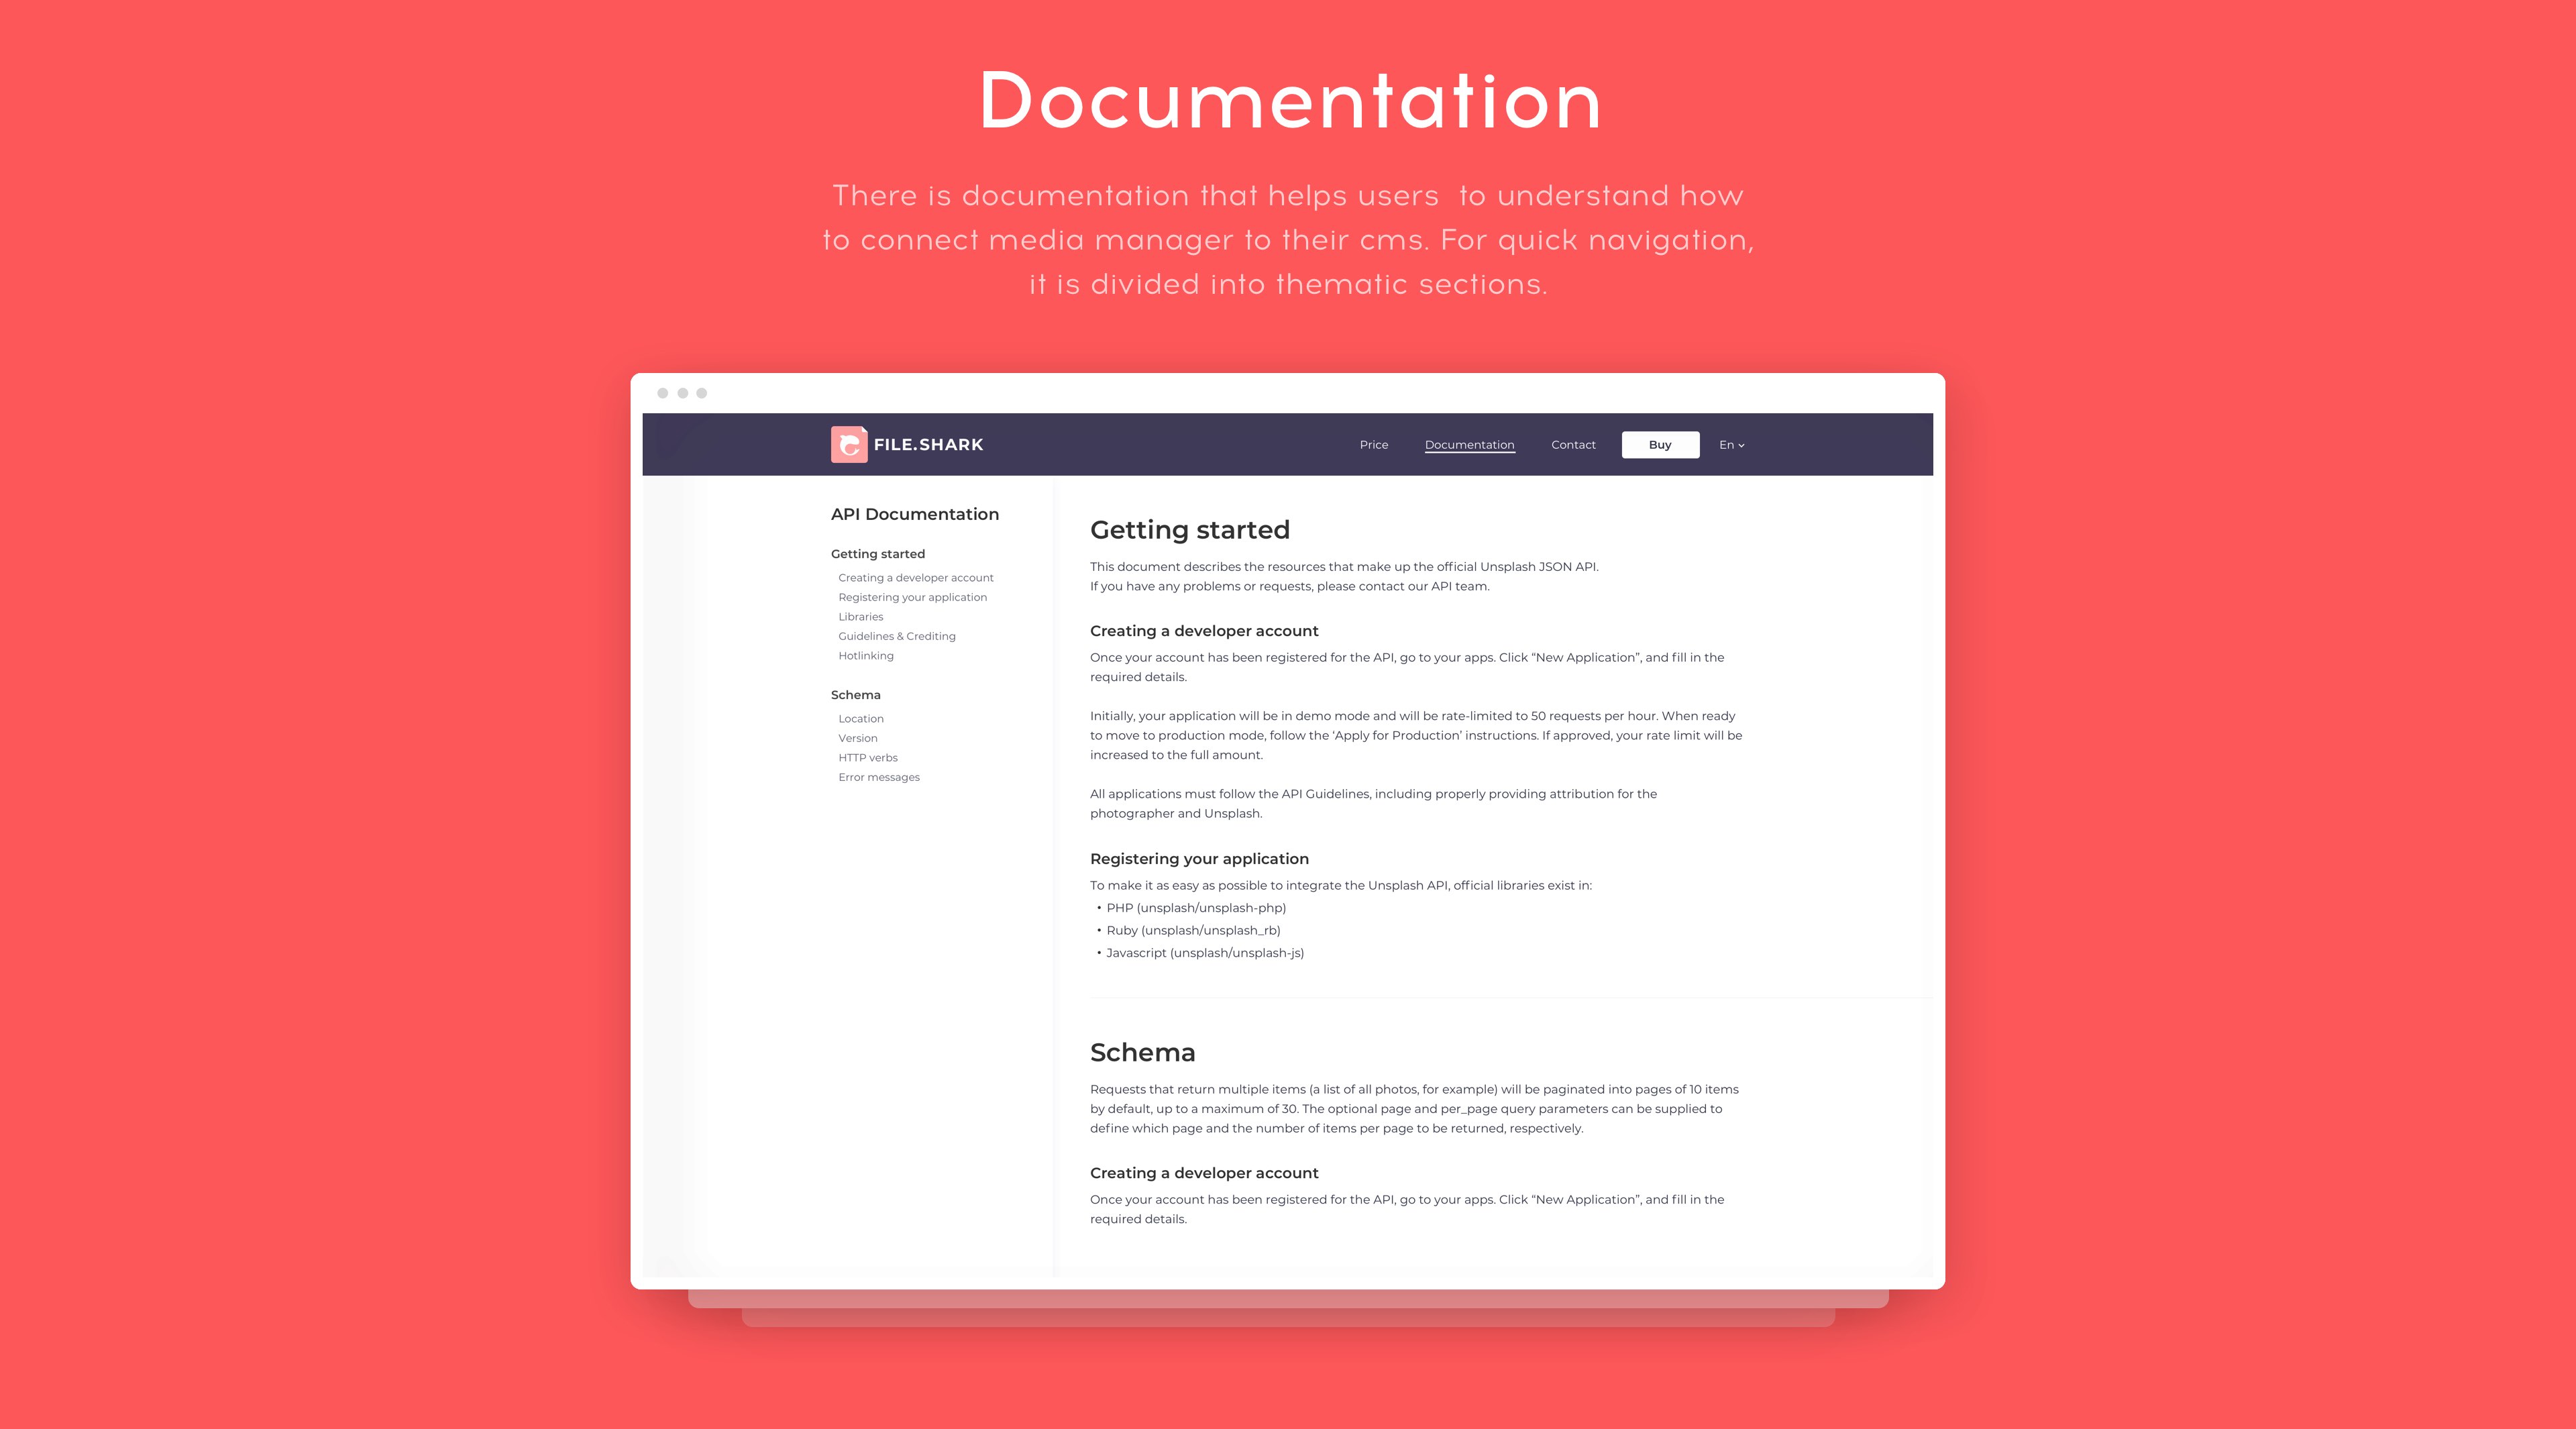 Documentation
There is documentation that helps users  to understand how
to connect media manager to their cms. For quick navigation,
it is divided into thematic sections.
FILE.SHARK
Price
Documentation
Contact
Buy
En
API Documentation
Getting started
Creating a developer account
Registering your application
Libraries
Guidelines & Crediting
Hotlinking
Schema
Location
Version
HTTP verbs
Error messages
Getting started
This document describes the resources that make up the official Unsplash JSON API.
If you have any problems or requests, please contact our API team.
Creating a developer account
Once your account has been registered for the API, go to your apps. Click “New Application”, and fill in the
required details.
Initially, your application will be in demo mode and will be rate-limited to 50 requests per hour. When ready
to move to production mode, follow the ‘Apply for Production’ instructions. If approved, your rate limit will be
increased to the full amount.
All applications must follow the API Guidelines, including properly providing attribution for the
photographer and Unsplash.
Registering your application
To make it as easy as possible to integrate the Unsplash API, official libraries exist in:
• PHP (unsplash/unsplash-php)
• Ruby (unsplash/unsplash_rb)
• Javascript (unsplash/unsplash-js)
Schema
Requests that return multiple items (a list of all photos, for example) will be paginated into pages of 10 items
by default, up to a maximum of 30. The optional page and per_page query parameters can be supplied to
define which page and the number of items per page to be returned, respectively.
Creating a developer account
Once your account has been registered for the API, go to your apps. Click “New Application”, and fill in the
required details.